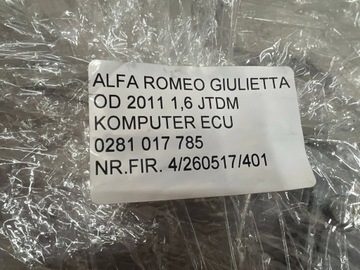 ALFA ROMEO GIULIETTA
OD 2011 1,6 JTDM
KOMPUTER ECU
0281 017 785
NR.FIR. 4/260517/401